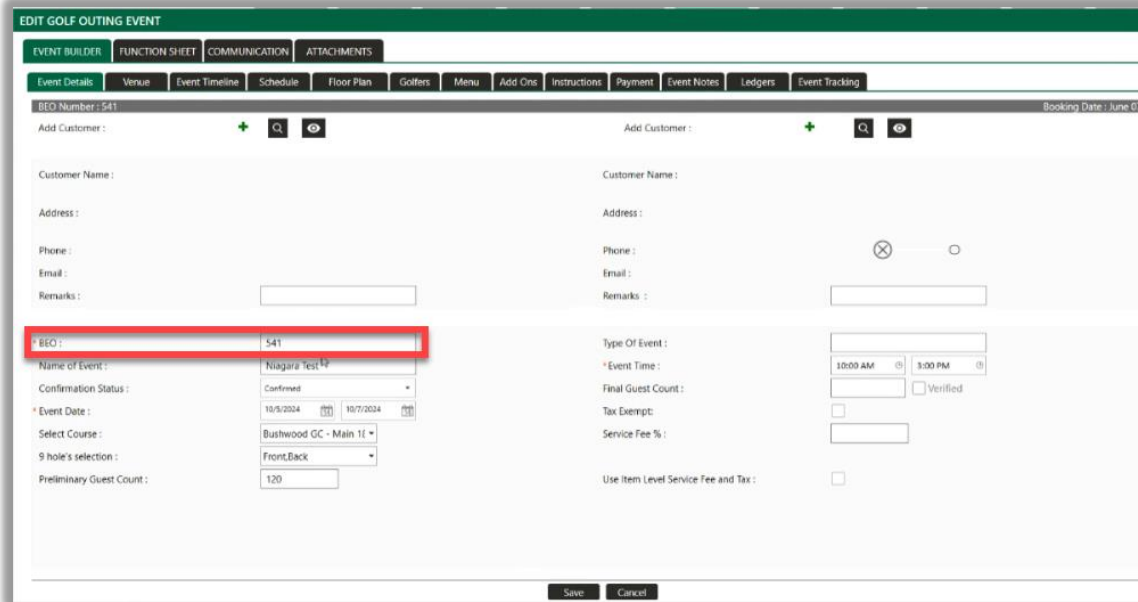 EDIT GOLF OUTING EVENT
EVENT BUILDER FUNCTION SHEET COMMUNICATION ATTACHMENTS
Event Details Venue Event Timeline Schedule Floor Plan Golfers Menu Add Ons Instructions Payment Event Notes Ledgers Event Tracking
BEO Number : 541 Booking Date : June 0
Add Customer : Add Customer :
Customer Name : Customer Name :
Address : Address :
Phone : Phone :
Email : Email :
Remarks : Remarks :
* BEO : 541 Type Of Event :
Name of Event : Niagara Test * Event Time : 10:00 AM 3:00 PM
Confirmation Status : Confirmed Final Guest Count : Verified
* Event Date : 10/5/2024 10/7/2024 Tax Exempt:
Select Course : Bushwood GC - Main Service Fee % :
9 hole's selection : Front,Back
Preliminary Guest Count : 120 Use Item Level Service Fee and Tax :
Save Cancel